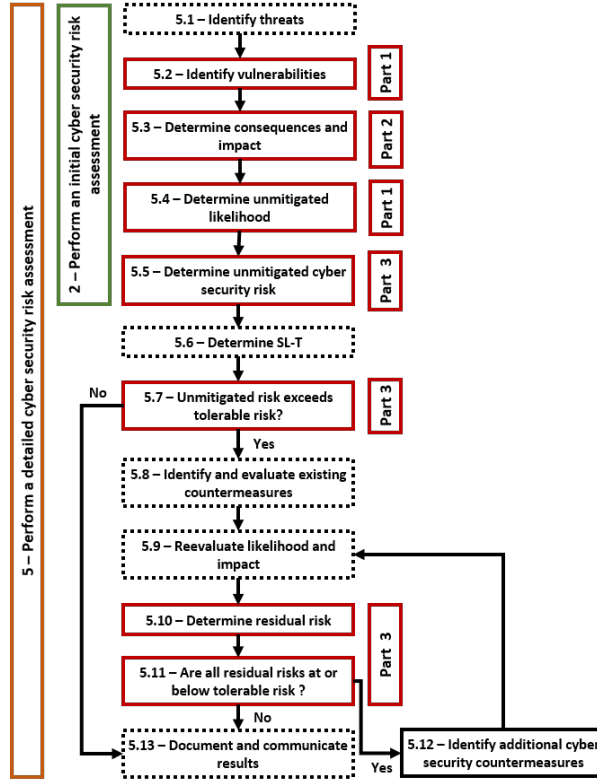 5.1 – Identify threats
5.2 – Identify vulnerabilities
Part 1
5.3 – Determine consequences and
impact
Part 2
2 – Perform an initial cyber security risk
assessment
5.4 – Determine unmitigated
likelihood
Part 1
5.5 – Determine unmitigated cyber
security risk
Part 3
5 – Perform a detailed cyber security risk assessment
5.6 – Determine SL-T
No
5.7 – Unmitigated risk exceeds
tolerable risk?
Part 3
Yes
5.8 – Identify and evaluate existing
countermeasures
5.9 – Reevaluate likelihood and
impact
5.10 – Determine residual risk
Part 3
5.11 – Are all residual risks at or
below tolerable risk ?
No
5.13 – Document and communicate
results
Yes
5.12 – Identify additional cyber
security countermeasures